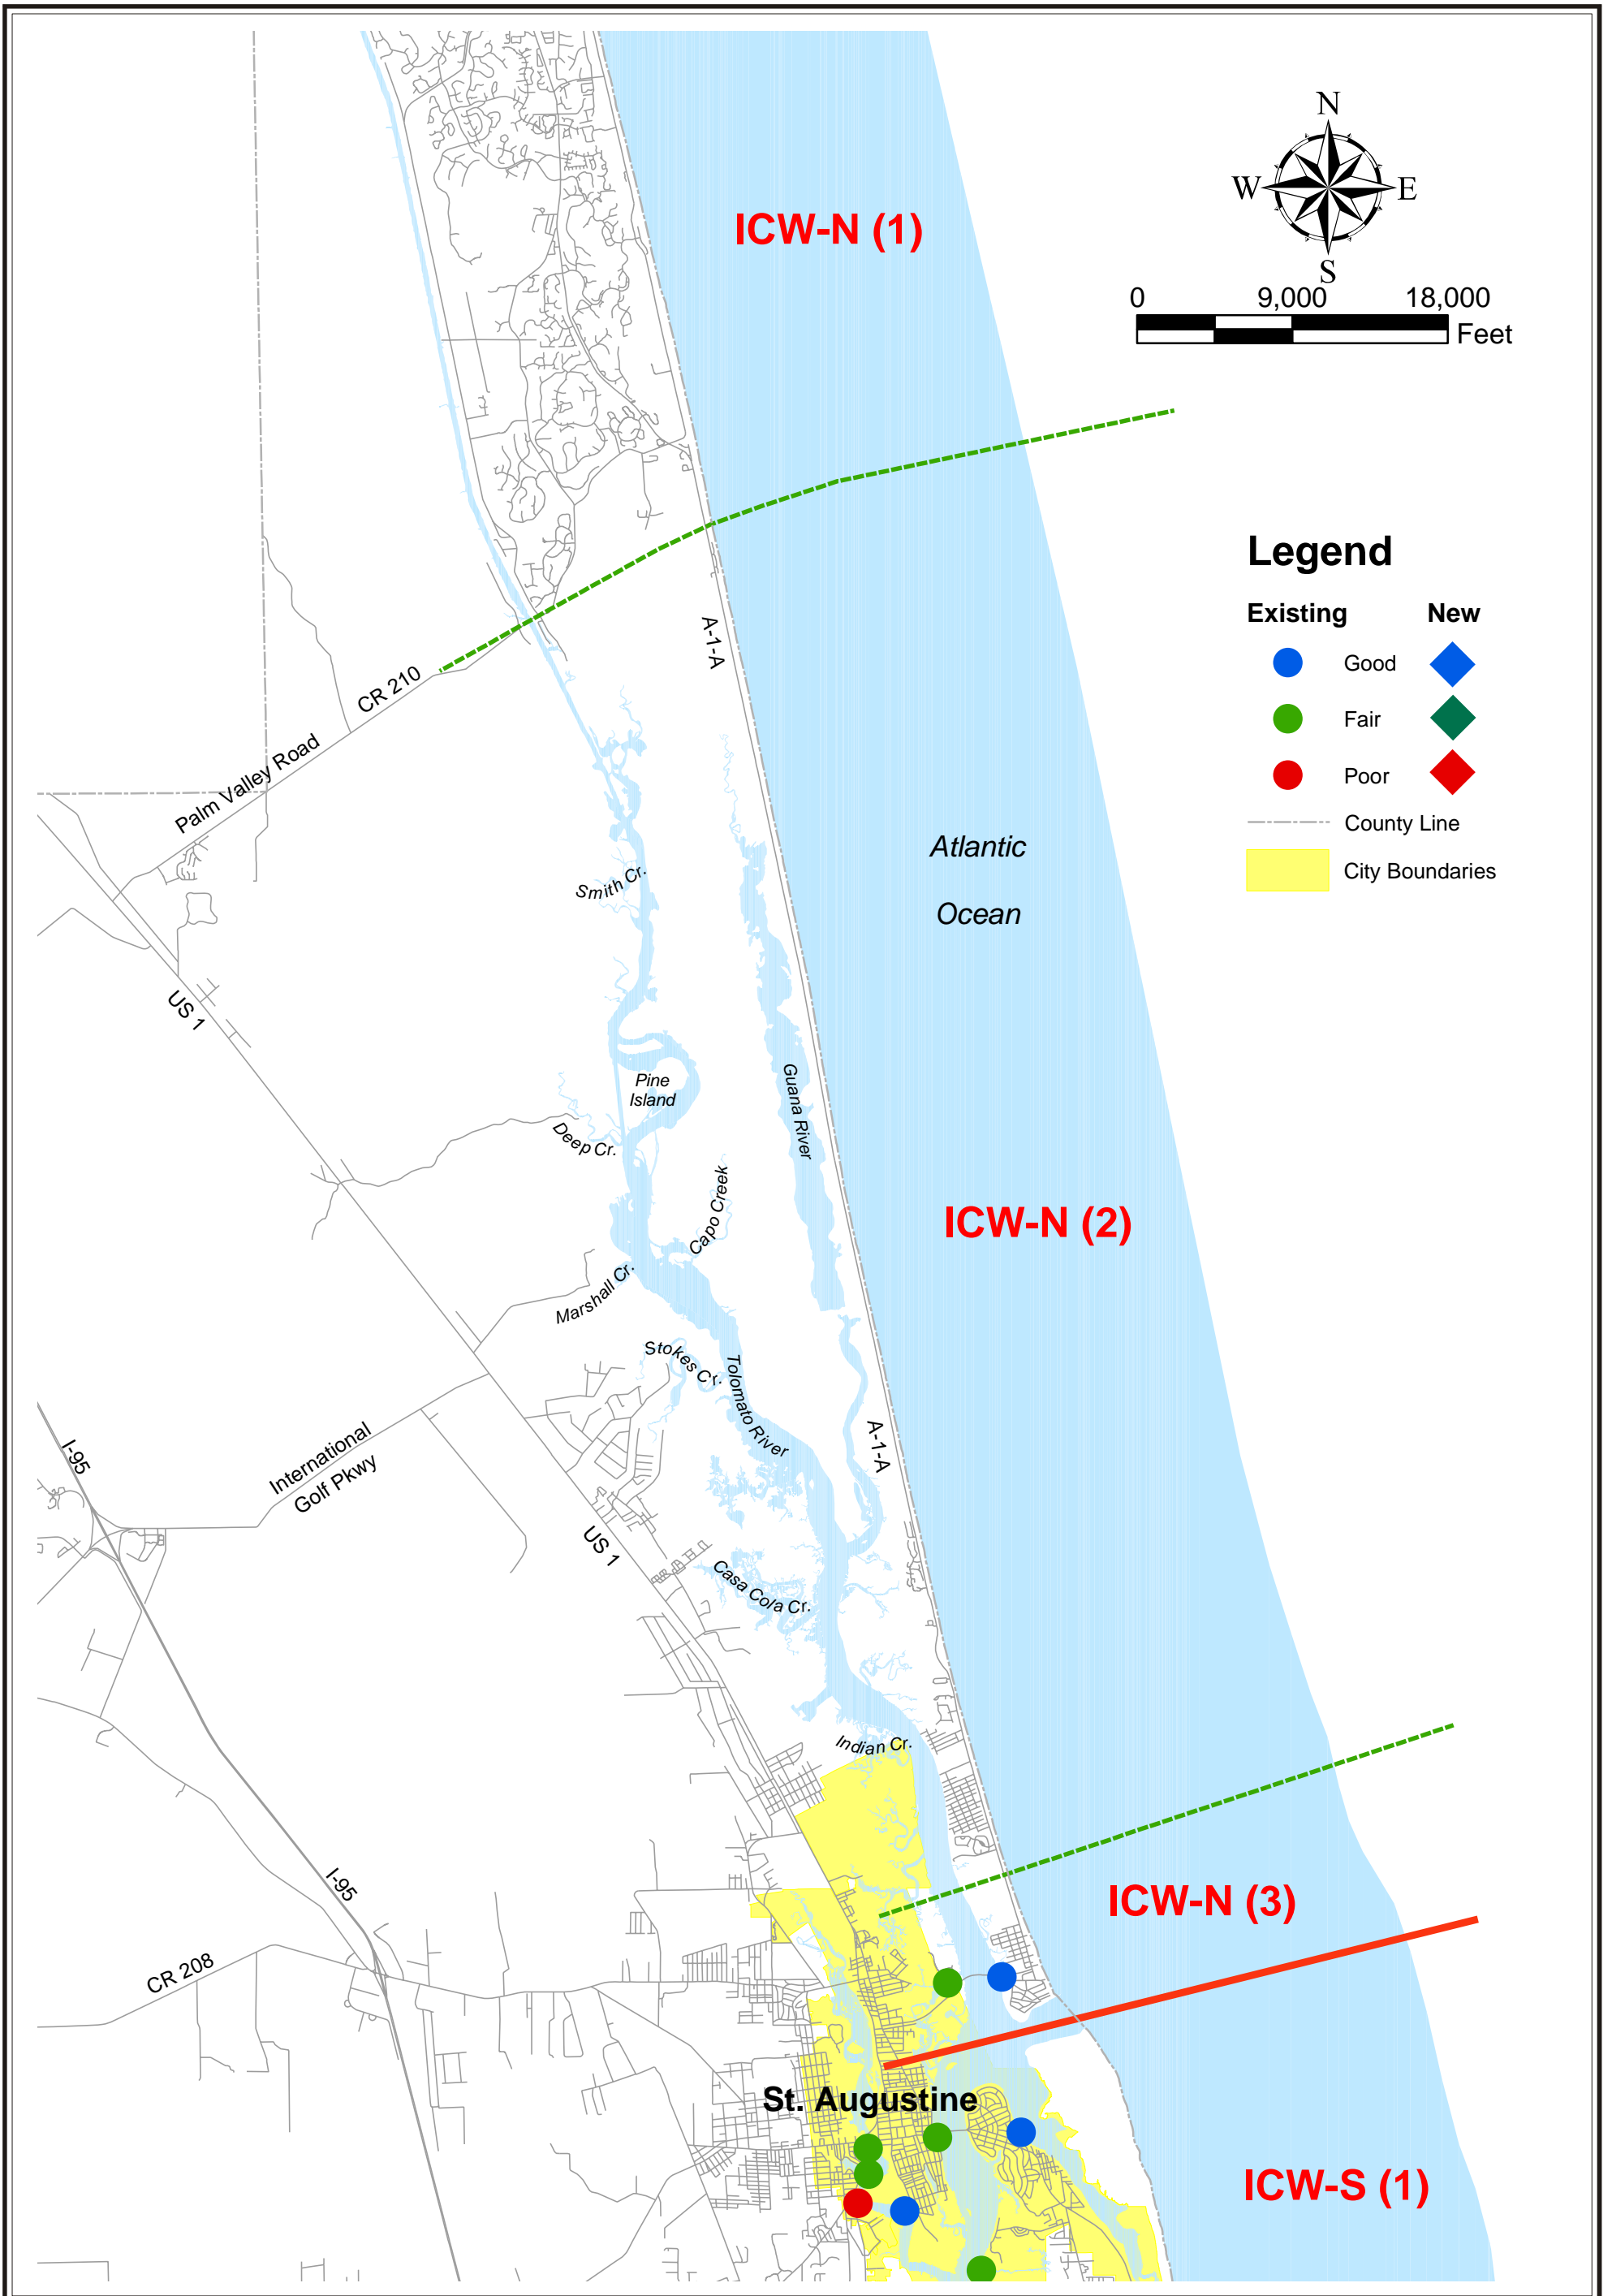 N
W
E
S
0
9,000
18,000
Feet
ICW-N (1)
Legend
Existing
New
Good
Fair
Poor
County Line
City Boundaries
A-1-A
CR 210
Palm Valley Road
Atlantic
Ocean
Smith Cr.
US 1
Pine
Island
Guana River
Deep Cr.
Capo Creek
ICW-N (2)
Marshall Cr.
Stokes Cr.
Tolomato River
A-1-A
I-95
International
Golf Pkwy
US 1
Casa Cola Cr.
Indian Cr.
I-95
ICW-N (3)
CR 208
St. Augustine
ICW-S (1)